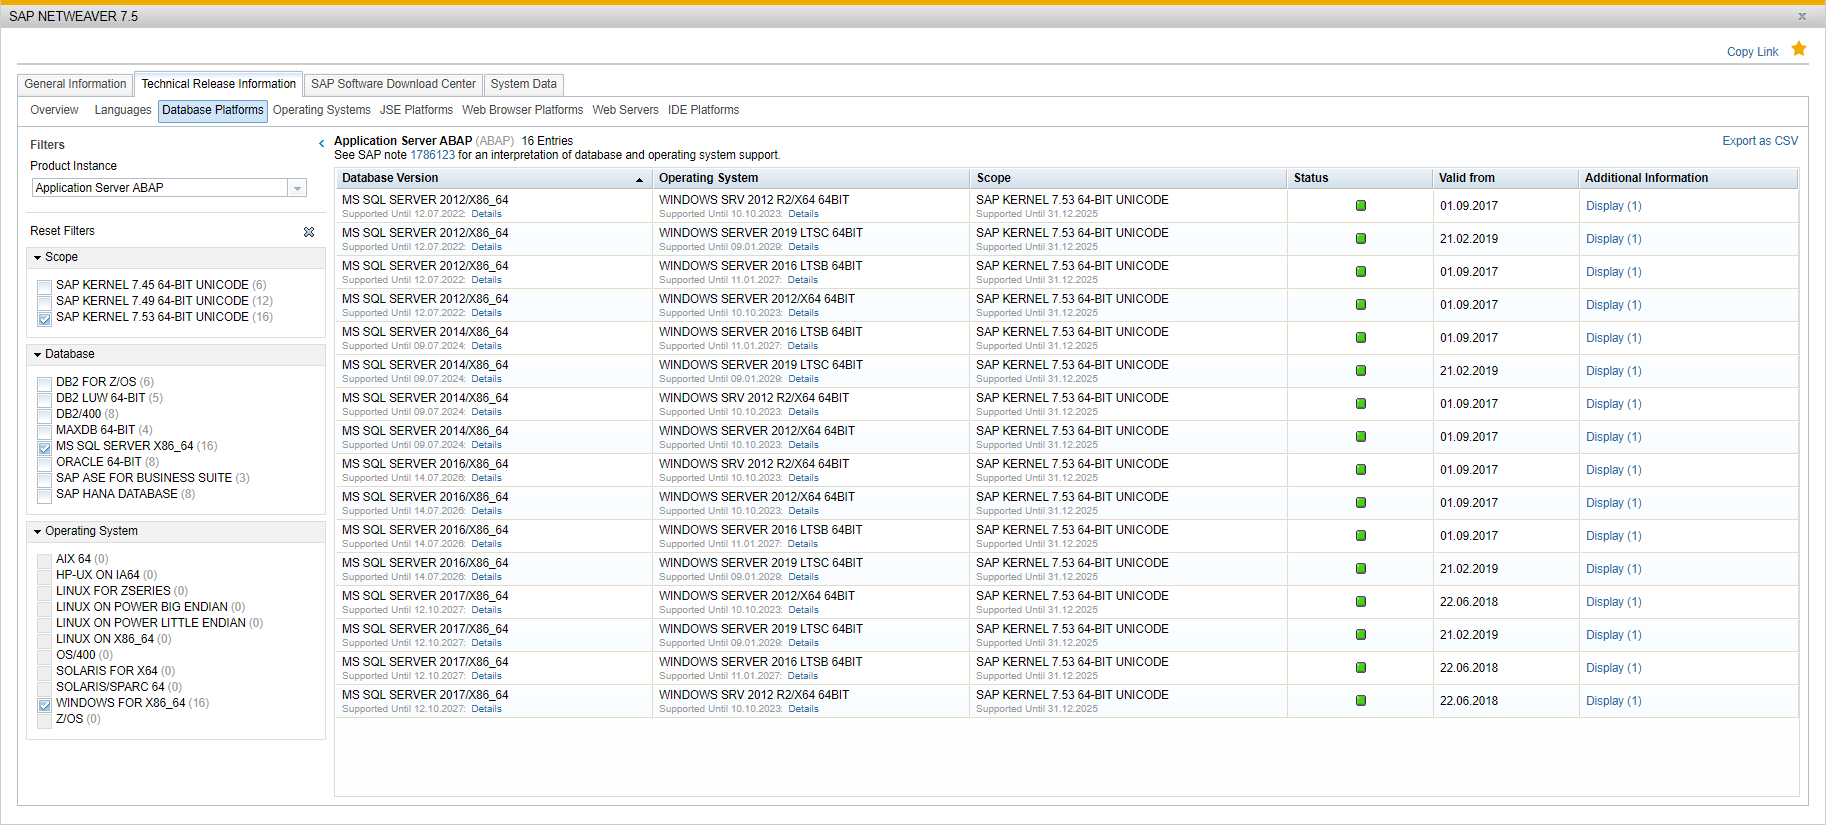 SAP NETWEAVER 7.5
x
Copy Link
General Information Technical Release Information SAP Software Download Center System Data
Overview Languages Database Platforms Operating Systems JSE Platforms Web Browser Platforms Web Servers IDE Platforms
Filters
Product Instance
Application Server ABAP
Reset Filters
Scope
SAP KERNEL 7.45 64-BIT UNICODE (6)
SAP KERNEL 7.49 64-BIT UNICODE (12)
SAP KERNEL 7.53 64-BIT UNICODE (16)
Database
DB2 FOR Z/OS (6)
DB2 LUW 64-BIT (5)
DB2/400 (8)
MAXDB 64-BIT (4)
MS SQL SERVER X86_64 (16)
ORACLE 64-BIT (8)
SAP ASE FOR BUSINESS SUITE (3)
SAP HANA DATABASE (8)
Operating System
AIX 64 (0)
HP-UX ON IA64 (0)
LINUX FOR ZSERIES (0)
LINUX ON POWER BIG ENDIAN (0)
LINUX ON POWER LITTLE ENDIAN (0)
LINUX ON X86_64 (0)
OS/400 (0)
SOLARIS FOR X64 (0)
SOLARIS/SPARC 64 (0)
WINDOWS FOR X86_64 (16)
Z/OS (0)
Application Server ABAP (ABAP) 16 Entries
Export as CSV
See SAP note 1786123 for an interpretation of database and operating system support.
Database Version Operating System Scope Status Valid from Additional Information
MS SQL SERVER 2012/X86_64 WINDOWS SRV 2012 R2/X64 64BIT SAP KERNEL 7.53 64-BIT UNICODE 01.09.2017 Display (1)
Supported Until 12.07.2022: Details Supported Until 10.10.2023: Details Supported Until 31.12.2025
MS SQL SERVER 2012/X86_64 WINDOWS SERVER 2019 LTSC 64BIT SAP KERNEL 7.53 64-BIT UNICODE 21.02.2019 Display (1)
Supported Until 12.07.2022: Details Supported Until 09.01.2029: Details Supported Until 31.12.2025
MS SQL SERVER 2012/X86_64 WINDOWS SERVER 2016 LTSB 64BIT SAP KERNEL 7.53 64-BIT UNICODE 01.09.2017 Display (1)
Supported Until 12.07.2022: Details Supported Until 11.01.2027: Details Supported Until 31.12.2025
MS SQL SERVER 2012/X86_64 WINDOWS SERVER 2012/X64 64BIT SAP KERNEL 7.53 64-BIT UNICODE 01.09.2017 Display (1)
Supported Until 12.07.2022: Details Supported Until 10.10.2023: Details Supported Until 31.12.2025
MS SQL SERVER 2014/X86_64 WINDOWS SERVER 2016 LTSB 64BIT SAP KERNEL 7.53 64-BIT UNICODE 01.09.2017 Display (1)
Supported Until 09.07.2024: Details Supported Until 11.01.2027: Details Supported Until 31.12.2025
MS SQL SERVER 2014/X86_64 WINDOWS SERVER 2019 LTSC 64BIT SAP KERNEL 7.53 64-BIT UNICODE 21.02.2019 Display (1)
Supported Until 09.07.2024: Details Supported Until 09.01.2029: Details Supported Until 31.12.2025
MS SQL SERVER 2014/X86_64 WINDOWS SRV 2012 R2/X64 64BIT SAP KERNEL 7.53 64-BIT UNICODE 01.09.2017 Display (1)
Supported Until 09.07.2024: Details Supported Until 10.10.2023: Details Supported Until 31.12.2025
MS SQL SERVER 2014/X86_64 WINDOWS SERVER 2012/X64 64BIT SAP KERNEL 7.53 64-BIT UNICODE 01.09.2017 Display (1)
Supported Until 09.07.2024: Details Supported Until 10.10.2023: Details Supported Until 31.12.2025
MS SQL SERVER 2016/X86_64 WINDOWS SRV 2012 R2/X64 64BIT SAP KERNEL 7.53 64-BIT UNICODE 01.09.2017 Display (1)
Supported Until 14.07.2026: Details Supported Until 10.10.2023: Details Supported Until 31.12.2025
MS SQL SERVER 2016/X86_64 WINDOWS SERVER 2012/X64 64BIT SAP KERNEL 7.53 64-BIT UNICODE 01.09.2017 Display (1)
Supported Until 14.07.2026: Details Supported Until 10.10.2023: Details Supported Until 31.12.2025
MS SQL SERVER 2016/X86_64 WINDOWS SERVER 2016 LTSB 64BIT SAP KERNEL 7.53 64-BIT UNICODE 01.09.2017 Display (1)
Supported Until 14.07.2026: Details Supported Until 11.01.2027: Details Supported Until 31.12.2025
MS SQL SERVER 2016/X86_64 WINDOWS SERVER 2019 LTSC 64BIT SAP KERNEL 7.53 64-BIT UNICODE 21.02.2019 Display (1)
Supported Until 14.07.2026: Details Supported Until 09.01.2029: Details Supported Until 31.12.2025
MS SQL SERVER 2017/X86_64 WINDOWS SERVER 2012/X64 64BIT SAP KERNEL 7.53 64-BIT UNICODE 22.06.2018 Display (1)
Supported Until 12.10.2027: Details Supported Until 10.10.2023: Details Supported Until 31.12.2025
MS SQL SERVER 2017/X86_64 WINDOWS SERVER 2019 LTSC 64BIT SAP KERNEL 7.53 64-BIT UNICODE 21.02.2019 Display (1)
Supported Until 12.10.2027: Details Supported Until 09.01.2029: Details Supported Until 31.12.2025
MS SQL SERVER 2017/X86_64 WINDOWS SERVER 2016 LTSB 64BIT SAP KERNEL 7.53 64-BIT UNICODE 22.06.2018 Display (1)
Supported Until 12.10.2027: Details Supported Until 11.01.2027: Details Supported Until 31.12.2025
MS SQL SERVER 2017/X86_64 WINDOWS SRV 2012 R2/X64 64BIT SAP KERNEL 7.53 64-BIT UNICODE 22.06.2018 Display (1)
Supported Until 12.10.2027: Details Supported Until 10.10.2023: Details Supported Until 31.12.2025